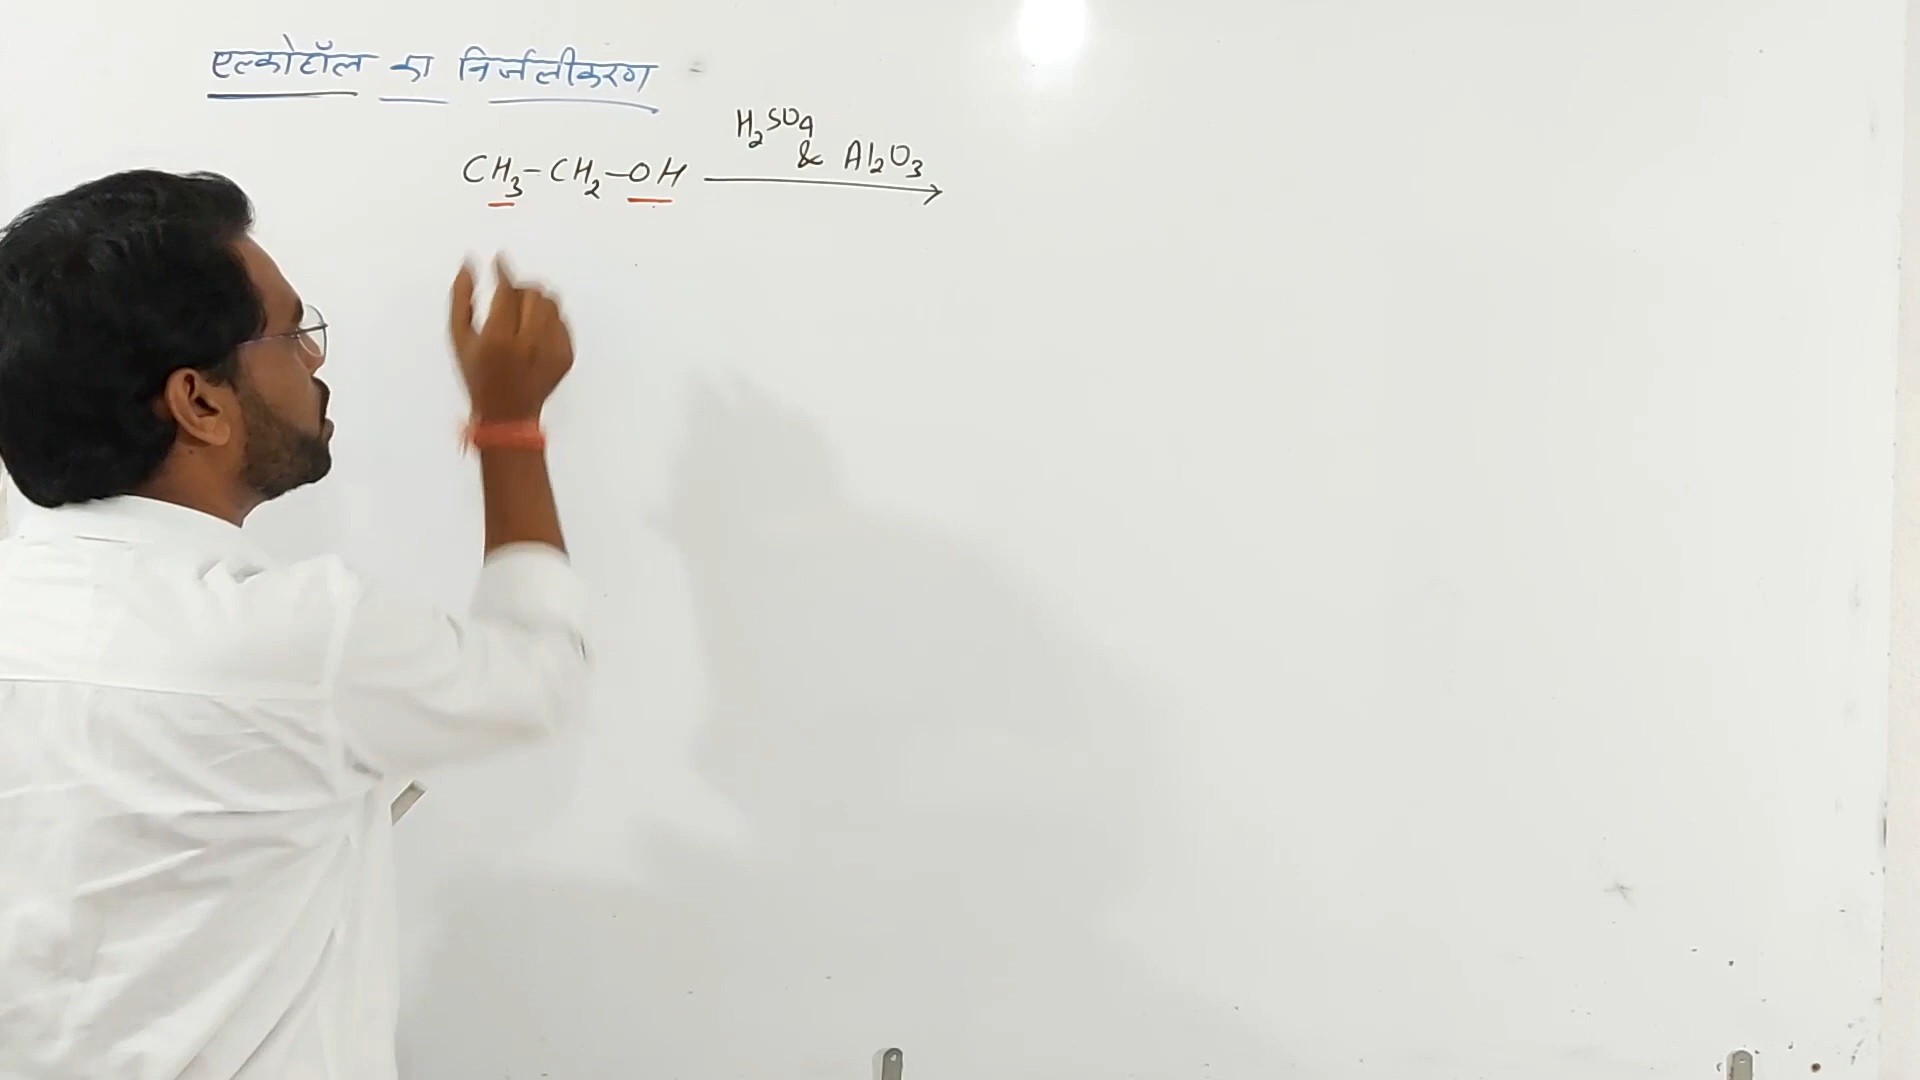 एल्कोहॉल का निर्जलीकरण -
CH₃-CH₂-OH ⟶ H₂SO₄ & Al₂O₃